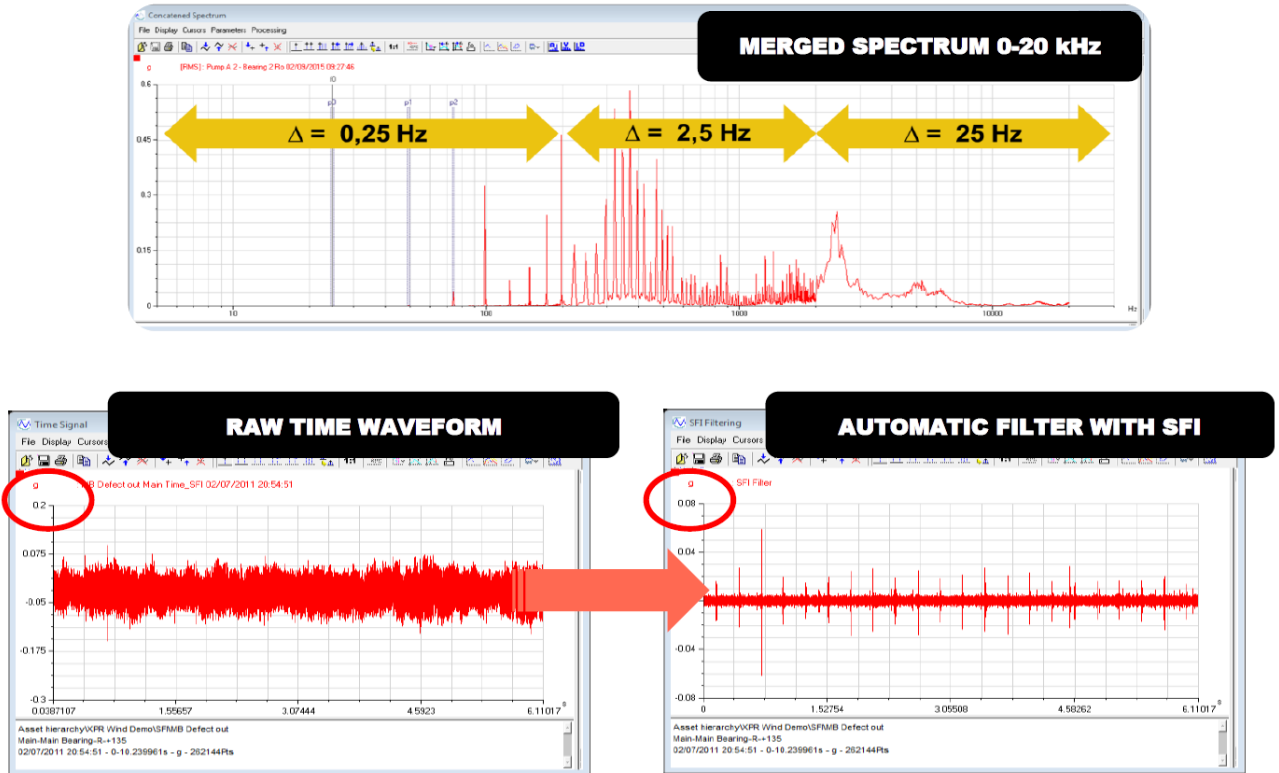 Concatened Spectrum
File Display Cursors Parameters Processing
MERGED SPECTRUM 0-20 kHz
g [RMS] : Pump A 2 - Bearing 2 Ro 02/09/2015 09:27:46
f0
0.6
p0 p1 p2
Δ = 0,25 Hz Δ = 2,5 Hz Δ = 25 Hz
0.45
0.3
0.15
0
10 100 1000 10000 Hz
Time Signal
File Display Cursors
RAW TIME WAVEFORM
g B Defect out Main Time_SFI 02/07/2011 20:54:51
0.2
0.075
-0.05
-0.175
-0.3
0.0387107 1.55657 3.07444 4.5923 6.11017 s
Asset hierarchy\XPR Wind Demo\SFI\MB Defect out
Main-Main Bearing-R-+135
02/07/2011 20:54:51 - 0-10.239961s - g - 262144Pts
SFI Filtering
File Display Cursors
AUTOMATIC FILTER WITH SFI
g SFI Filter
0.08
0.04
-0.04
-0.08
0 1.52754 3.05508 4.58262 6.11017 s
Asset hierarchy\XPR Wind Demo\SFI\MB Defect out
Main-Main Bearing-R-+135
02/07/2011 20:54:51 - 0-10.239961s - g - 262144Pts